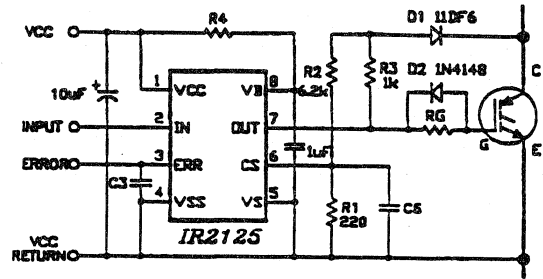 R4
D1 11DF6
VCC
C
R2
6.2k
R3
1k
D2 1N4148
10uF
+
1
VCC
VB
8
RG
INPUT
2
IN
OUT
7
G
E
ERROR
3
ERR
CS
6
1uF
C3
4
VSS
VS
5
R1
220
C6
IR2125
VCC
RETURN